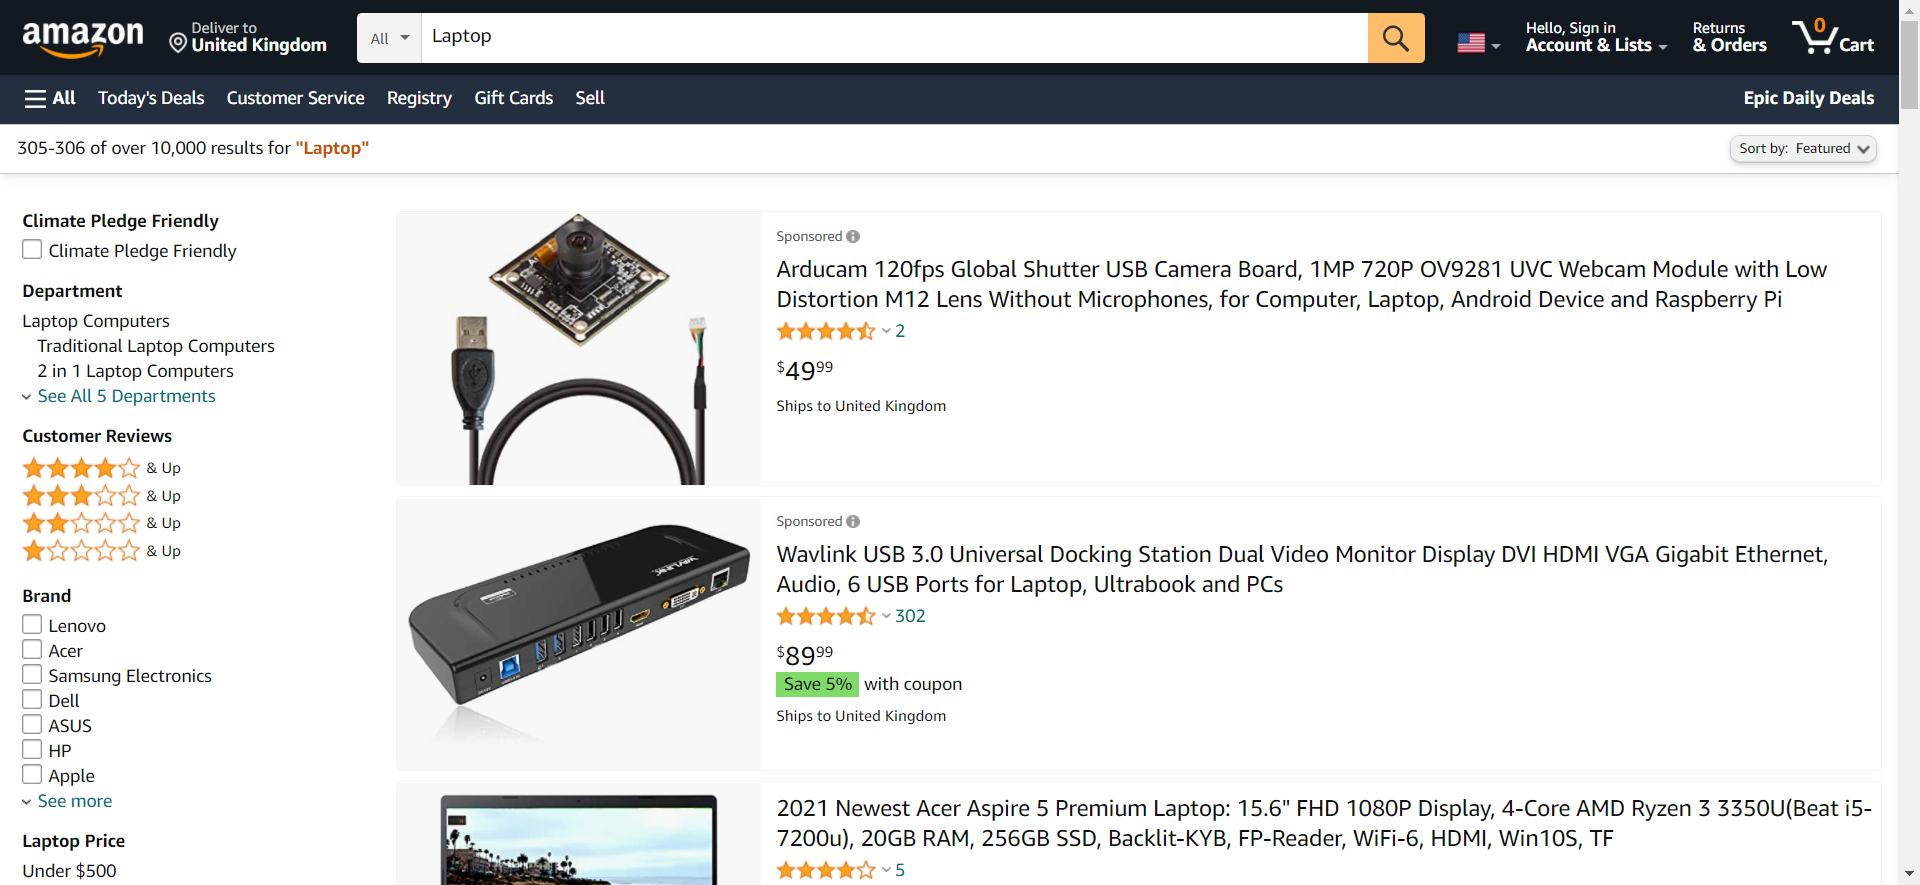 amazon
Deliver to
United Kingdom
All
Laptop
Hello, Sign in
Account & Lists
Returns
& Orders
0
Cart
All
Today's Deals
Customer Service
Registry
Gift Cards
Sell
Epic Daily Deals
305-306 of over 10,000 results for "Laptop"
Sort by: Featured
Climate Pledge Friendly
Climate Pledge Friendly
Department
Laptop Computers
Traditional Laptop Computers
2 in 1 Laptop Computers
See All 5 Departments
Customer Reviews
& Up
& Up
& Up
& Up
Brand
Lenovo
Acer
Samsung Electronics
Dell
ASUS
HP
Apple
See more
Laptop Price
Under $500
Sponsored
Arducam 120fps Global Shutter USB Camera Board, 1MP 720P OV9281 UVC Webcam Module with Low
Distortion M12 Lens Without Microphones, for Computer, Laptop, Android Device and Raspberry Pi
2
$49.99
Ships to United Kingdom
WAVLINK
Sponsored
Wavlink USB 3.0 Universal Docking Station Dual Video Monitor Display DVI HDMI VGA Gigabit Ethernet,
Audio, 6 USB Ports for Laptop, Ultrabook and PCs
302
$89.99
Save 5% with coupon
Ships to United Kingdom
2021 Newest Acer Aspire 5 Premium Laptop: 15.6" FHD 1080P Display, 4-Core AMD Ryzen 3 3350U(Beat i5-
7200u), 20GB RAM, 256GB SSD, Backlit-KYB, FP-Reader, WiFi-6, HDMI, Win10S, TF
5